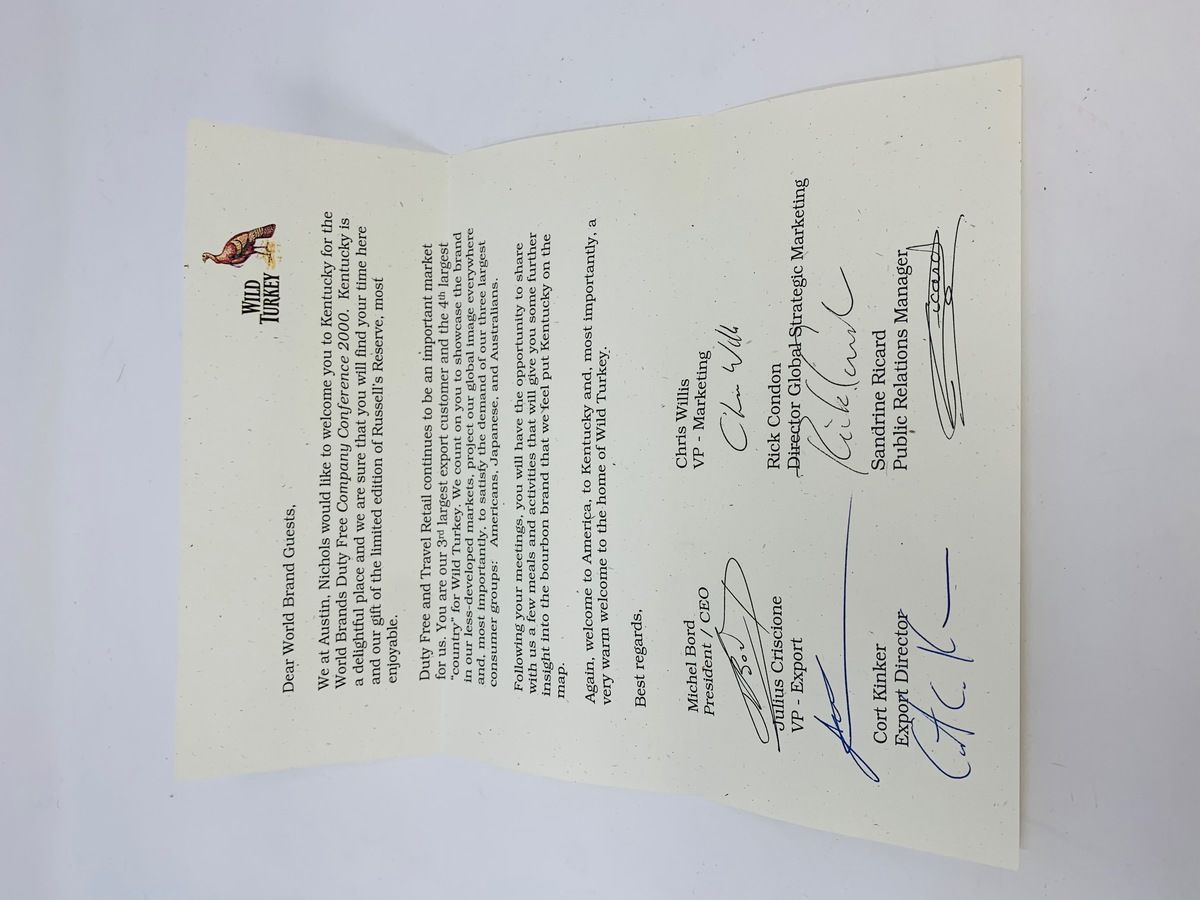 WILD
TURKEY
Dear World Brand Guests,
We at Austin, Nichols would like to welcome you to Kentucky for the
World Brands Duty Free Company Conference 2000. Kentucky is
a delightful place and we are sure that you will find your time here
and our gift of the limited edition of Russell's Reserve, most
enjoyable.
Duty Free and Travel Retail continues to be an important market
for us. You are our 3rd largest export customer and the 4th largest
"country" for Wild Turkey. We count on you to showcase the brand
in our less-developed markets, project our global image everywhere
and, most importantly, to satisfy the demand of our three largest
consumer groups: Americans, Japanese, and Australians.
Following your meetings, you will have the opportunity to share
with us a few meals and activities that will give you some further
insight into the bourbon brand that we feel put Kentucky on the
map.
Again, welcome to America, to Kentucky and, most importantly, a
very warm welcome to the home of Wild Turkey.
Best regards,
Michel Bord
President / CEO
Bord
Chris Willis
VP - Marketing
Chris Willis
Julius Criscione
VP - Export
Rick Condon
Director Global Strategic Marketing
Rick Condon
Cort Kinker
Export Director
Sandrine Ricard
Public Relations Manager
Ricard